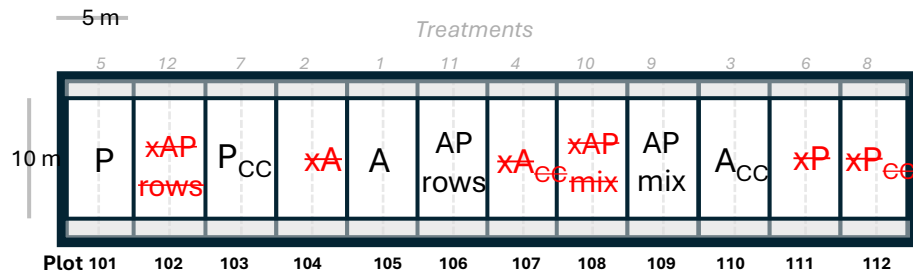 5 m
Treatments
5 12 7 2 1 11 4 10 9 3 6 8
10 m
P
xAP
rows
PCC
xA
A
AP
rows
xACC
xAP
mix
AP
mix
ACC
xP
xPCC
Plot 101 102 103 104 105 106 107 108 109 110 111 112